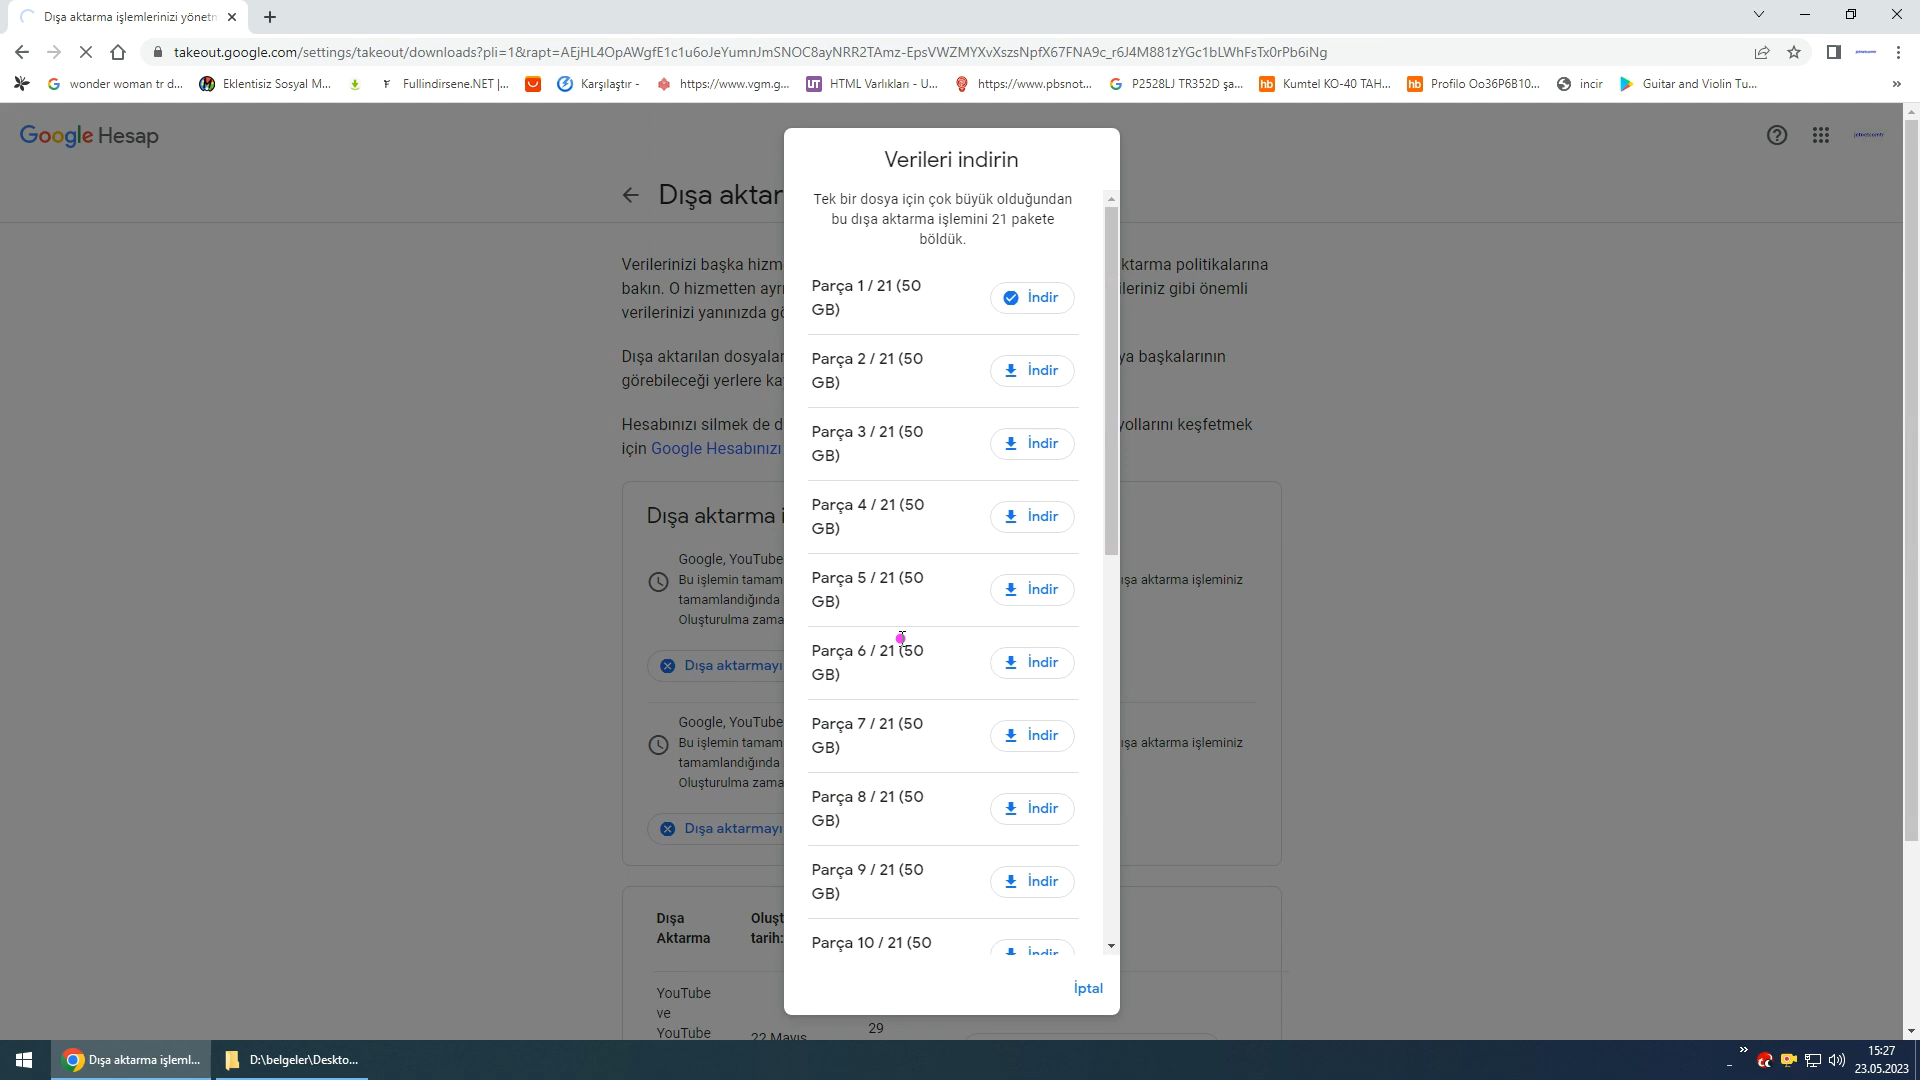 Dışa aktarma işlemlerinizi yönetm
takeout.google.com/settings/takeout/downloads?pli=1&rapt=AEjHL4OpAWgfE1c1u6oJeYumnJmSNOC8ayNRR2TAmz-EpsVWZMYXvXszsNpfX67FNA9c_r6J4M881zYGc1bLWhFsTx0rPb6iNg
wonder woman tr d... Eklentisiz Sosyal M... Fullindirsene.NET |... Karşılaştır - https://www.vgm.g... HTML Varlıkları - U... https://www.pbsnot... P2528LJ TR352D şa... Kumtel KO-40 TAH... Profilo Oo36P6B10... incir Guitar and Violin Tu... »
Google Hesap
Dışa aktar
Verilerinizi başka hizm
ktarma politikalarına
bakın. O hizmetten ayrı
ileriniz gibi önemli
verilerinizi yanınızda gö
Dışa aktarılan dosyalar
ya başkalarının
görebileceği yerlere ka
Hesabınızı silmek de d
yollarını keşfetmek
için Google Hesabınızı
Dışa aktarma i
Google, YouTube
Bu işlemin tamam
ışa aktarma işleminiz
tamamlandığında
Oluşturulma zama
Dışa aktarmayı
Google, YouTube
Bu işlemin tamam
ışa aktarma işleminiz
tamamlandığında
Oluşturulma zama
Dışa aktarmayı
Dışa
Aktarma
Oluşt
tarih:
YouTube
ve
YouTube
22 Mayıs
29
Verileri indirin
Tek bir dosya için çok büyük olduğundan
bu dışa aktarma işlemini 21 pakete
böldük.
Parça 1 / 21 (50
GB)
İndir
Parça 2 / 21 (50
GB)
İndir
Parça 3 / 21 (50
GB)
İndir
Parça 4 / 21 (50
GB)
İndir
Parça 5 / 21 (50
GB)
İndir
Parça 6 / 21 (50
GB)
İndir
Parça 7 / 21 (50
GB)
İndir
Parça 8 / 21 (50
GB)
İndir
Parça 9 / 21 (50
GB)
İndir
Parça 10 / 21 (50
İndir
İptal
Dışa aktarma işleml...
D:\belgeler\Deskto...
15:27
23.05.2023